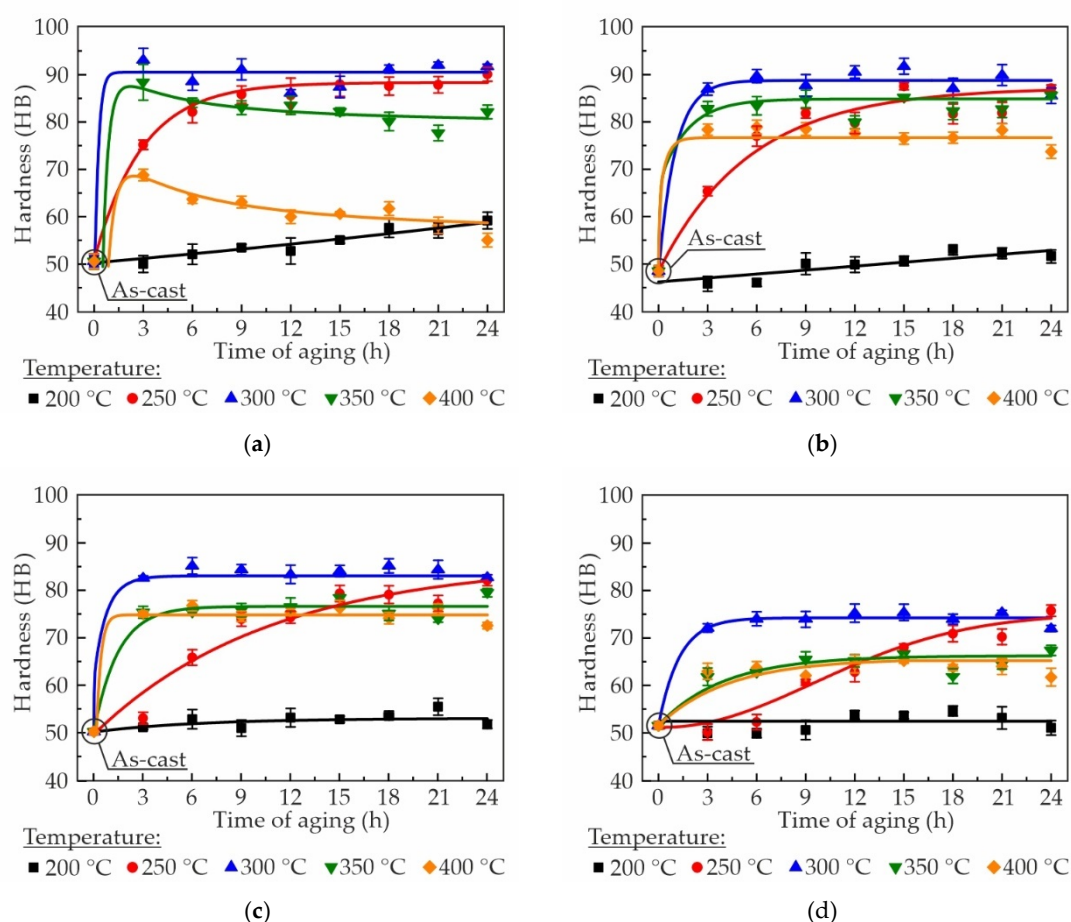 100
90
80
70
60
50
40
Hardness (HB)
As-cast
0 3 6 9 12 15 18 21 24
Time of aging (h)
Temperature:
200 °C 250 °C 300 °C 350 °C 400 °C
(a)
100
90
80
70
60
50
40
Hardness (HB)
As-cast
0 3 6 9 12 15 18 21 24
Time of aging (h)
Temperature:
200 °C 250 °C 300 °C 350 °C 400 °C
(b)
100
90
80
70
60
50
40
Hardness (HB)
As-cast
0 3 6 9 12 15 18 21 24
Time of aging (h)
Temperature:
200 °C 250 °C 300 °C 350 °C 400 °C
(c)
100
90
80
70
60
50
40
Hardness (HB)
As-cast
0 3 6 9 12 15 18 21 24
Time of aging (h)
Temperature:
200 °C 250 °C 300 °C 350 °C 400 °C
(d)